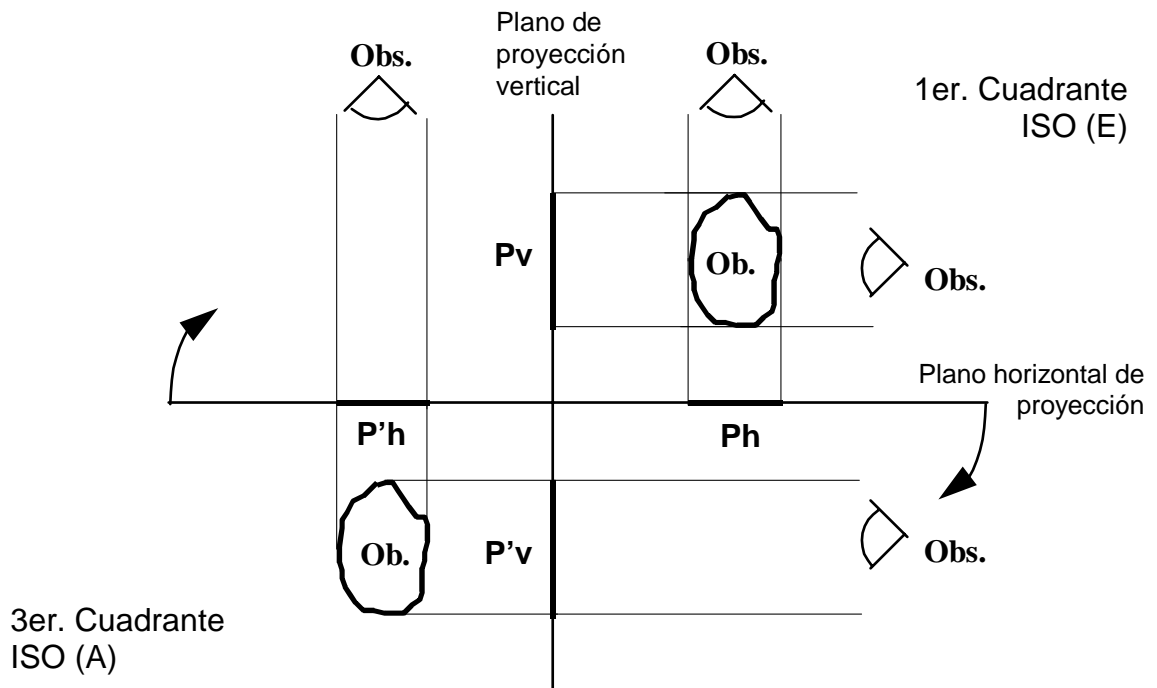 Plano de
proyección
vertical
Obs.
Obs.
1er. Cuadrante
ISO (E)
Pv
Ob.
Obs.
Plano horizontal de
proyección
P’h
Ph
Ob.
P’v
Obs.
3er. Cuadrante
ISO (A)